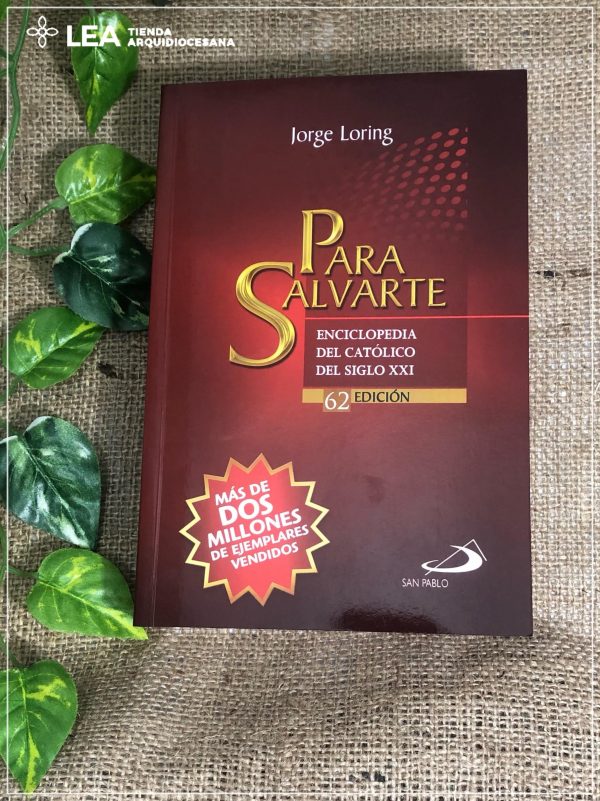 LEA TIENDA
ARQUIDIOCESANA
Jorge Loring
PARA
SALVARTE
ENCICLOPEDIA
DEL CATÓLICO
DEL SIGLO XXI
62 EDICIÓN
MÁS DE
DOS
MILLONES
DE EJEMPLARES
VENDIDOS
SAN PABLO